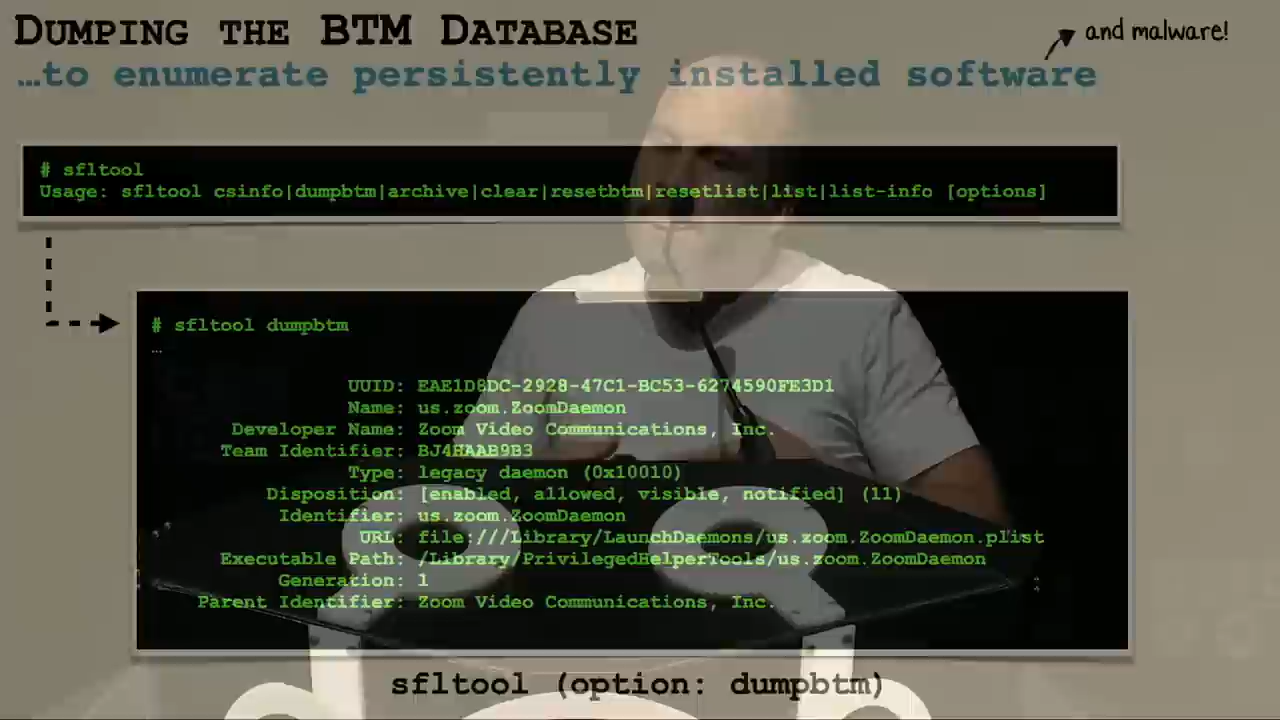 DUMPING THE BTM DATABASE
and malware!
…to enumerate persistently installed software
# sfltool
Usage: sfltool csinfo|dumpbtm|archive|clear|resetbtm|resetlist|list|list-info [options]
# sfltool dumpbtm
…
UUID: EAE1D8DC-2928-47C1-BC53-6274590FE3D1
Name: us.zoom.ZoomDaemon
Developer Name: Zoom Video Communications, Inc.
Team Identifier: BJ4HAAB9B3
Type: legacy daemon (0x10010)
Disposition: [enabled, allowed, visible, notified] (11)
Identifier: us.zoom.ZoomDaemon
URL: file:///Library/LaunchDaemons/us.zoom.ZoomDaemon.plist
Executable Path: /Library/PrivilegedHelperTools/us.zoom.ZoomDaemon
Generation: 1
Parent Identifier: Zoom Video Communications, Inc.
sfltool (option: dumpbtm)